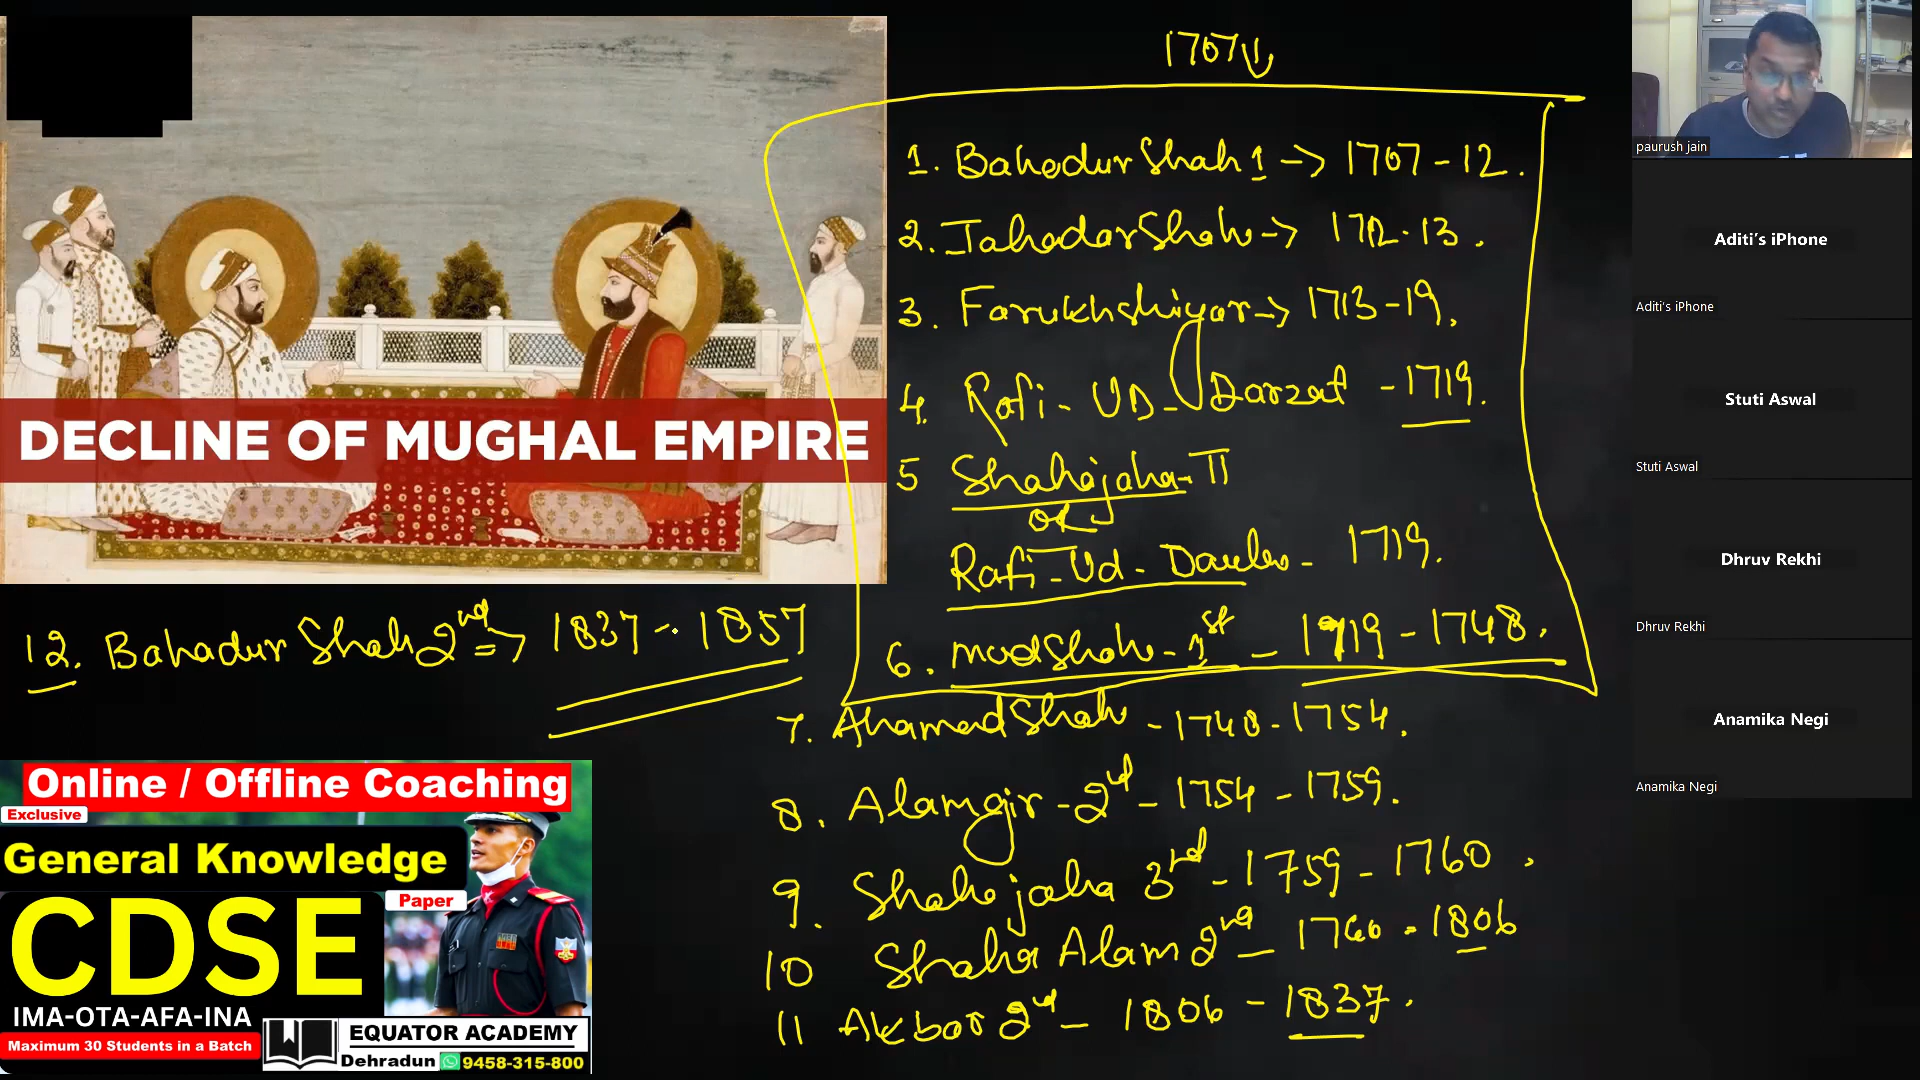 1707
1. Bahadur Shah 1 -> 1707 - 12.
2. Jahadar Shah -> 1712 - 13.
3. Farukhshiyar -> 1713 - 19.
4. Rafi - UD - Darzat - 1719.
5 Shahajaha - II
or
Rafi - Ud - Daula - 1719.
6. mudShah - 1st - 1719 - 1748.
7. Ahamad Shah - 1748 - 1754.
8. Alamgir - 2nd - 1754 - 1759.
9. Shahajaha 3rd - 1759 - 1760.
10 Shaha Alam 2nd - 1760 - 1806
11 Akbar 2nd - 1806 - 1837.
12. Bahadur Shah 2nd => 1837 - 1857
DECLINE OF MUGHAL EMPIRE
Online / Offline Coaching
Exclusive
General Knowledge
Paper
CDSE
IMA-OTA-AFA-INA
Maximum 30 Students in a Batch
EQUATOR ACADEMY
Dehradun 9458-315-800
paurush jain
Aditi's iPhone
Aditi's iPhone
Stuti Aswal
Stuti Aswal
Dhruv Rekhi
Dhruv Rekhi
Anamika Negi
Anamika Negi